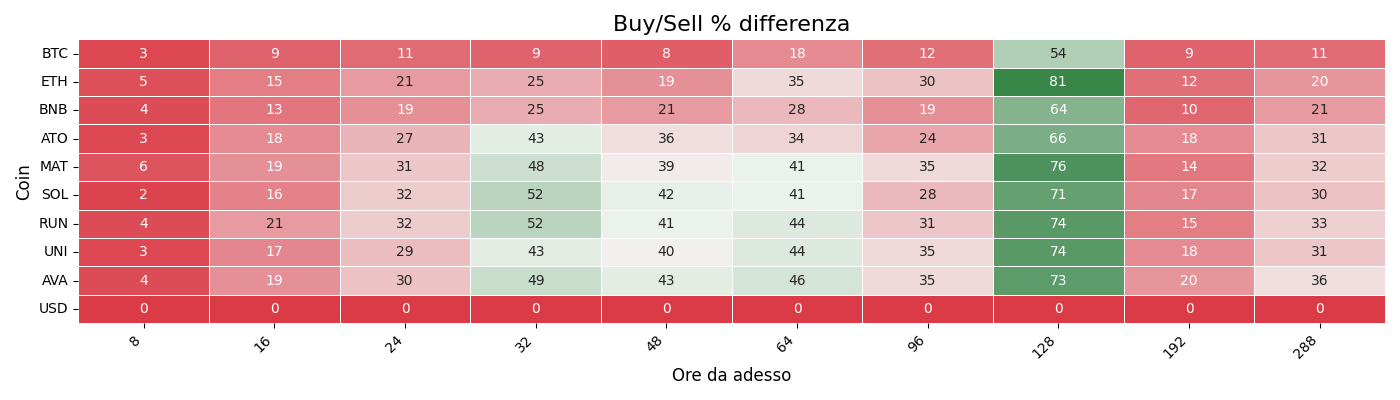 Buy/Sell % differenza
Coin
BTC 3 9 11 9 8 18 12 54 9 11
ETH 5 15 21 25 19 35 30 81 12 20
BNB 4 13 19 25 21 28 19 64 10 21
ATO 3 18 27 43 36 34 24 66 18 31
MAT 6 19 31 48 39 41 35 76 14 32
SOL 2 16 32 52 42 41 28 71 17 30
RUN 4 21 32 52 41 44 31 74 15 33
UNI 3 17 29 43 40 44 35 74 18 31
AVA 4 19 30 49 43 46 35 73 20 36
USD 0 0 0 0 0 0 0 0 0 0
8 16 24 32 48 64 96 128 192 288
Ore da adesso